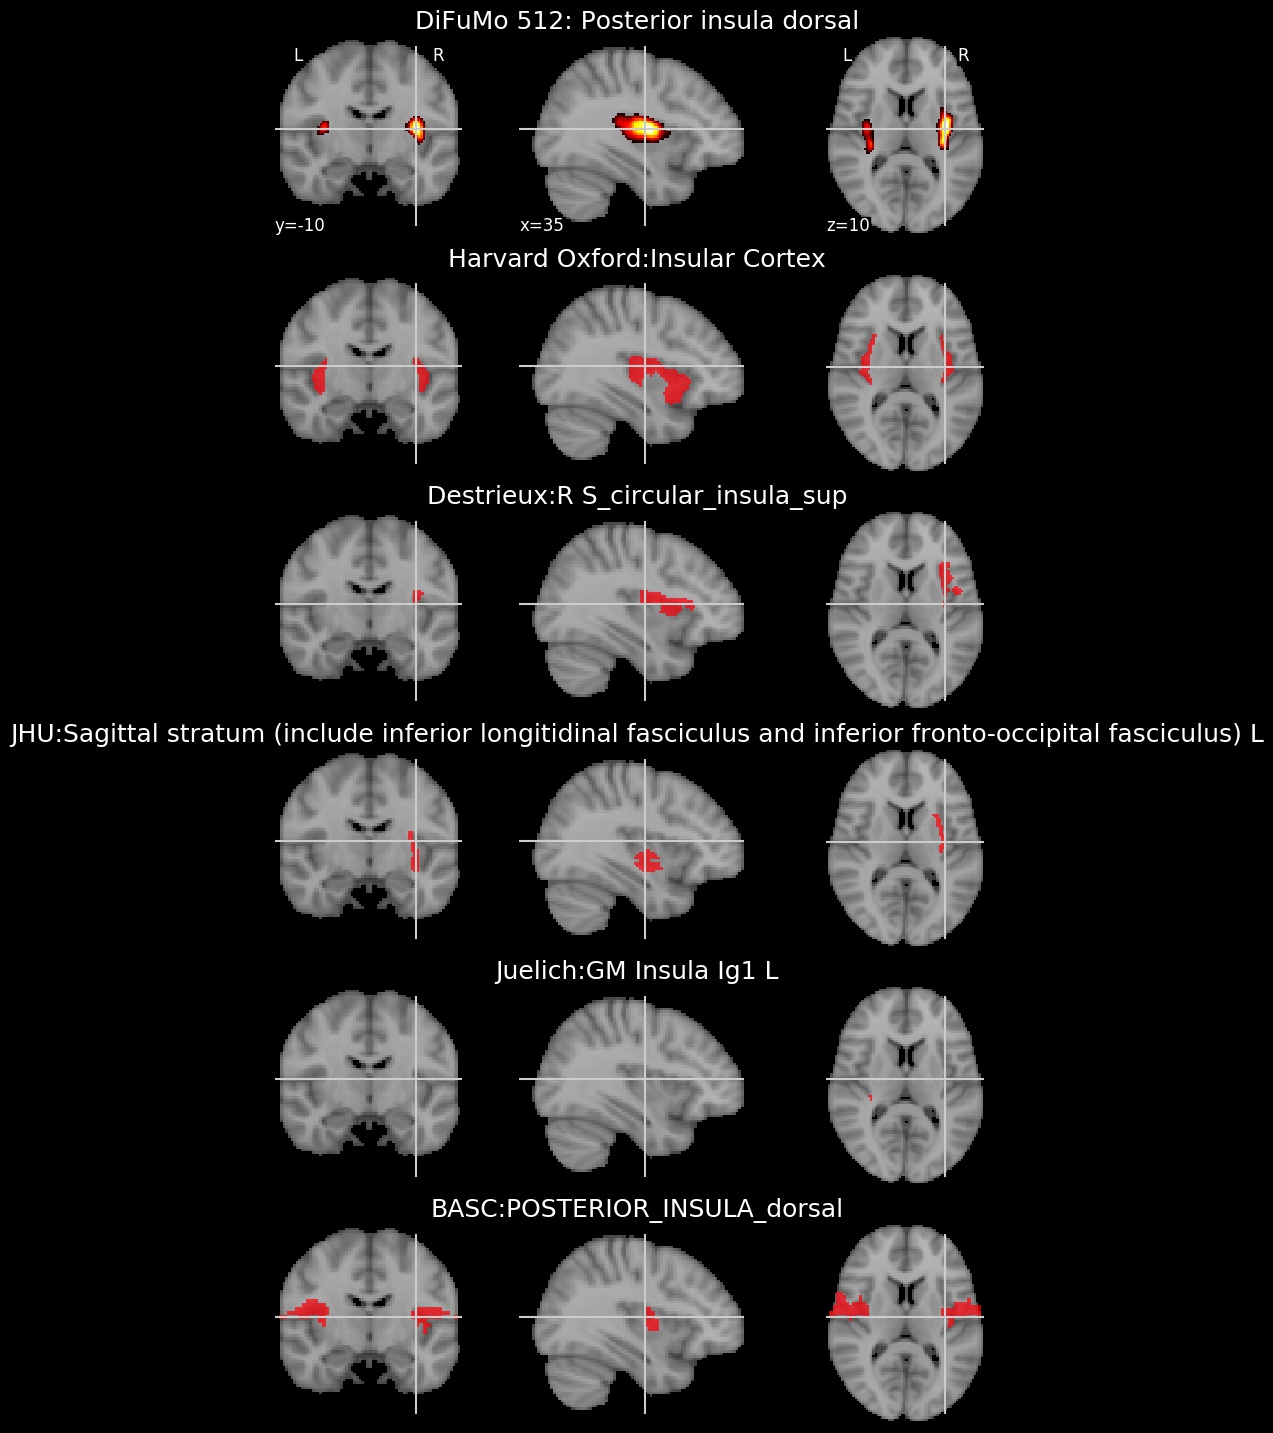 DiFuMo 512: Posterior insula dorsal
L R L R
y=-10 x=35 z=10
Harvard Oxford:Insular Cortex
Destrieux:R S_circular_insula_sup
JHU:Sagittal stratum (include inferior longitidinal fasciculus and inferior fronto-occipital fasciculus) L
Juelich:GM Insula Ig1 L
BASC:POSTERIOR_INSULA_dorsal